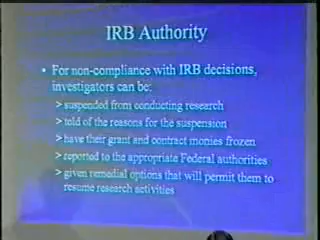 IRB Authority
• For non-compliance with IRB decisions,
investigators can be:
> suspended from conducting research
> told of the reasons for the suspension
> have their grant and contract monies frozen
> reported to the appropriate Federal authorities
> given remedial options that will permit them to
resume research activities